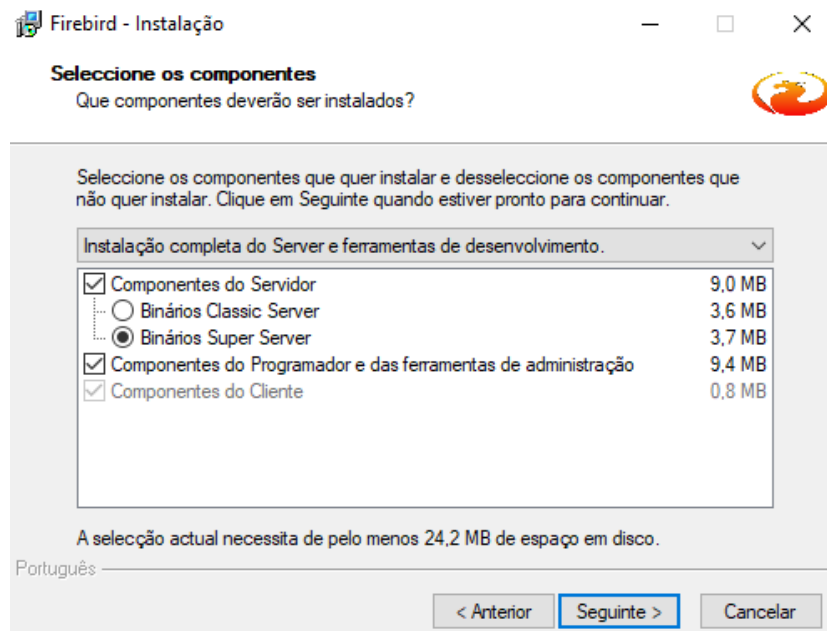 Firebird - Instalação
Seleccione os componentes
Que componentes deverão ser instalados?
Seleccione os componentes que quer instalar e desseleccione os componentes que
não quer instalar. Clique em Seguinte quando estiver pronto para continuar.
Instalação completa do Server e ferramentas de desenvolvimento.
Componentes do Servidor 9,0 MB
Binários Classic Server 3,6 MB
Binários Super Server 3,7 MB
Componentes do Programador e das ferramentas de administração 9,4 MB
Componentes do Cliente 0,8 MB
A selecção actual necessita de pelo menos 24,2 MB de espaço em disco.
Português
< Anterior Seguinte > Cancelar